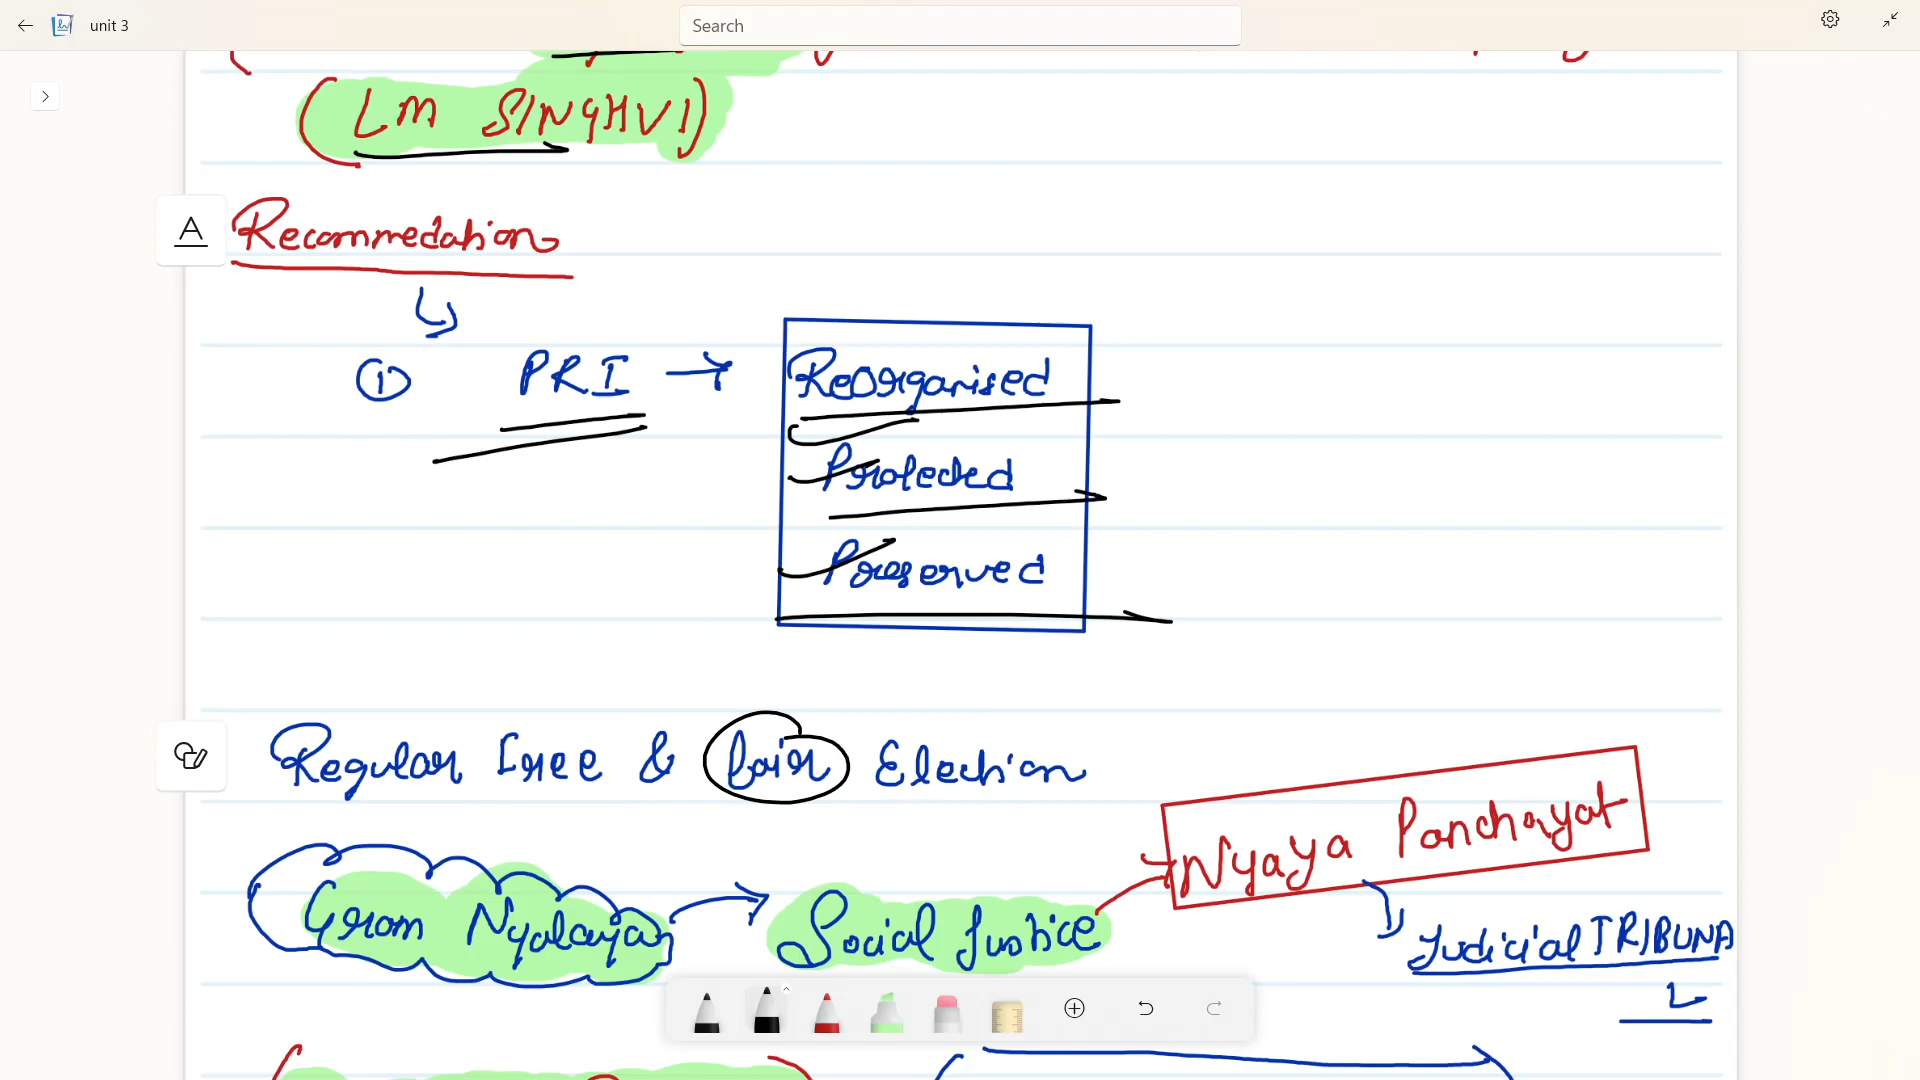 unit 3
Search
(LM SINGHVI)
A
Recommedation
① PRI → Reorganised
Protected
Preserved
Regular Free & fair Election
Nyaya Panchayat
Gram Nyalaya → Social Justice
Judicial TRIBUNA
L